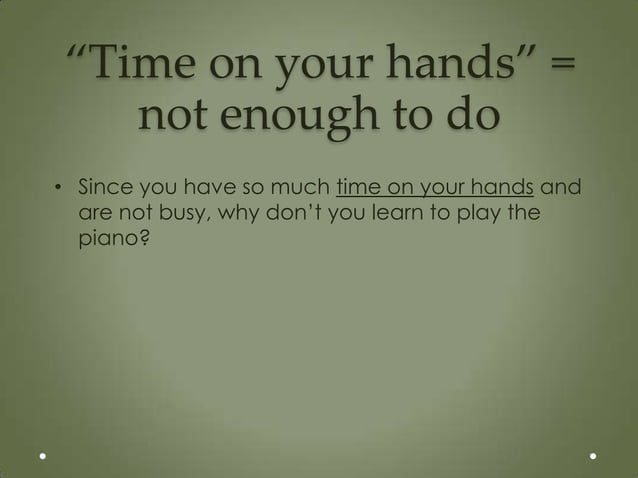 “Time on your hands” =
not enough to do
• Since you have so much time on your hands and
are not busy, why don’t you learn to play the
piano?